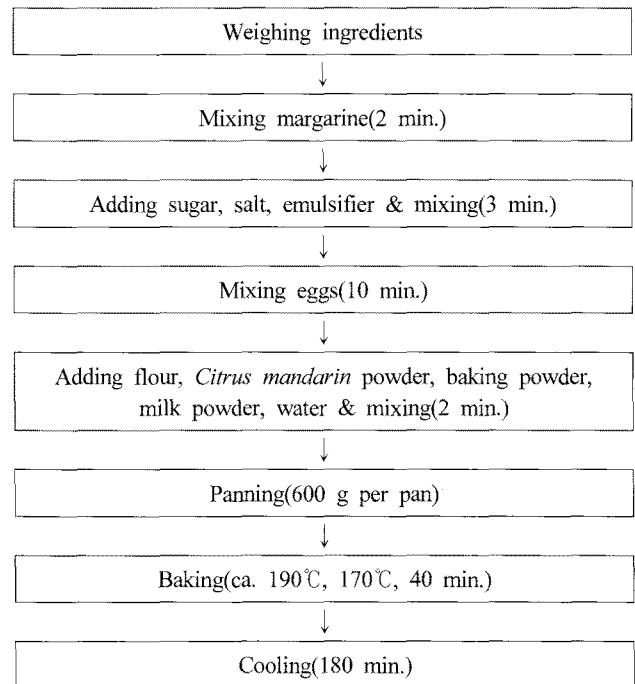 Weighing ingredients
↓
Mixing margarine(2 min.)
↓
Adding sugar, salt, emulsifier & mixing(3 min.)
↓
Mixing eggs(10 min.)
↓
Adding flour, Citrus mandarin powder, baking powder,
milk powder, water & mixing(2 min.)
↓
Panning(600 g per pan)
↓
Baking(ca. 190℃, 170℃, 40 min.)
↓
Cooling(180 min.)